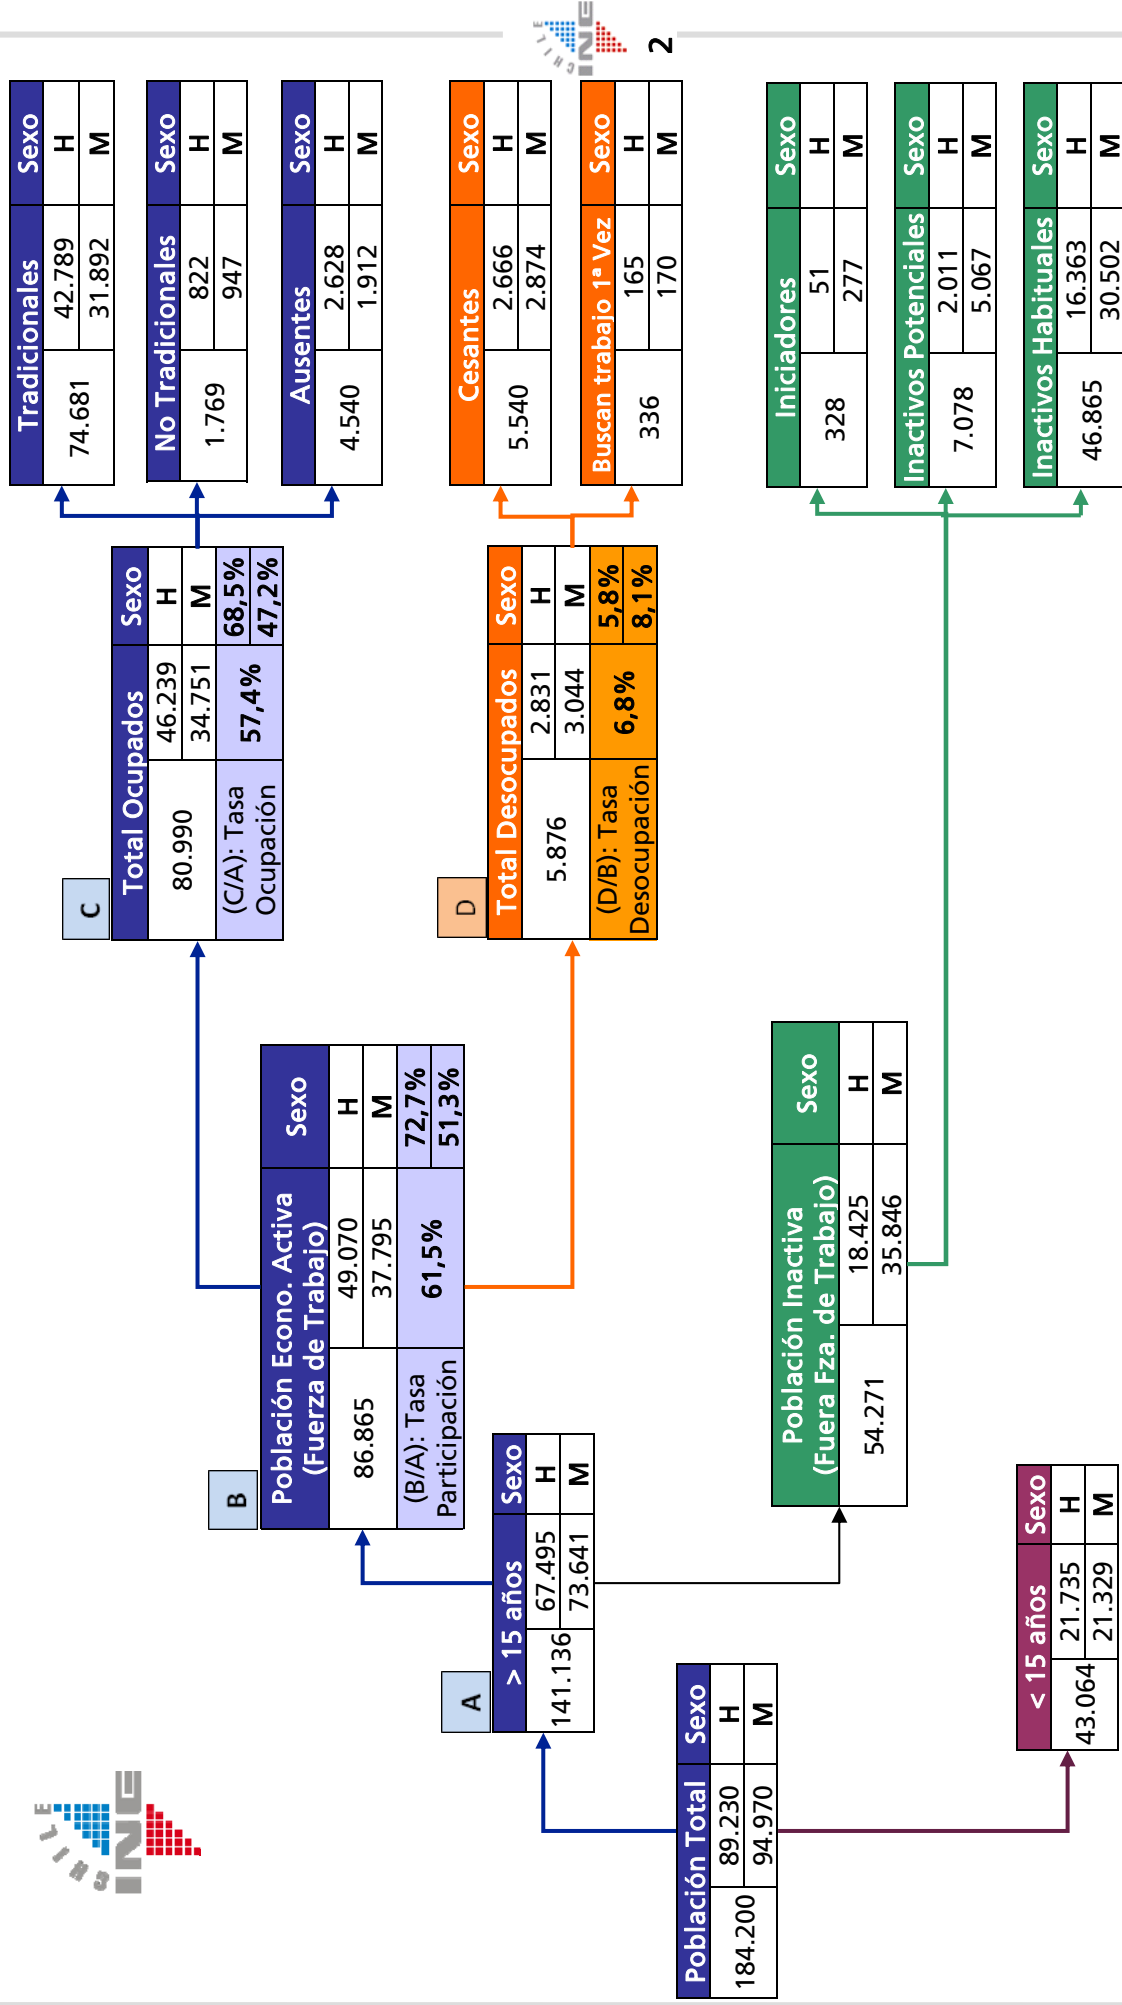 CHILE
INE
Población Total Sexo
184.200 89.230 H
94.970 M
A
> 15 años Sexo
141.136 67.495 H
73.641 M
< 15 años Sexo
43.064 21.735 H
21.329 M
B
Población Econo. Activa
(Fuerza de Trabajo) Sexo
86.865 49.070 H
37.795 M
(B/A): Tasa
Participación 61,5% 72,7%
51,3%
Población Inactiva
(Fuera Fza. de Trabajo) Sexo
54.271 18.425 H
35.846 M
C
Total Ocupados Sexo
80.990 46.239 H
34.751 M
(C/A): Tasa
Ocupación 57,4% 68,5%
47,2%
D
Total Desocupados Sexo
5.876 2.831 H
3.044 M
(D/B): Tasa
Desocupación 6,8% 5,8%
8,1%
Tradicionales Sexo
74.681 42.789 H
31.892 M
No Tradicionales Sexo
1.769 822 H
947 M
Ausentes Sexo
4.540 2.628 H
1.912 M
Cesantes Sexo
5.540 2.666 H
2.874 M
Buscan trabajo 1ª Vez Sexo
336 165 H
170 M
Iniciadores Sexo
328 51 H
277 M
Inactivos Potenciales Sexo
7.078 2.011 H
5.067 M
Inactivos Habituales Sexo
46.865 16.363 H
30.502 M
CHILE
INE
2